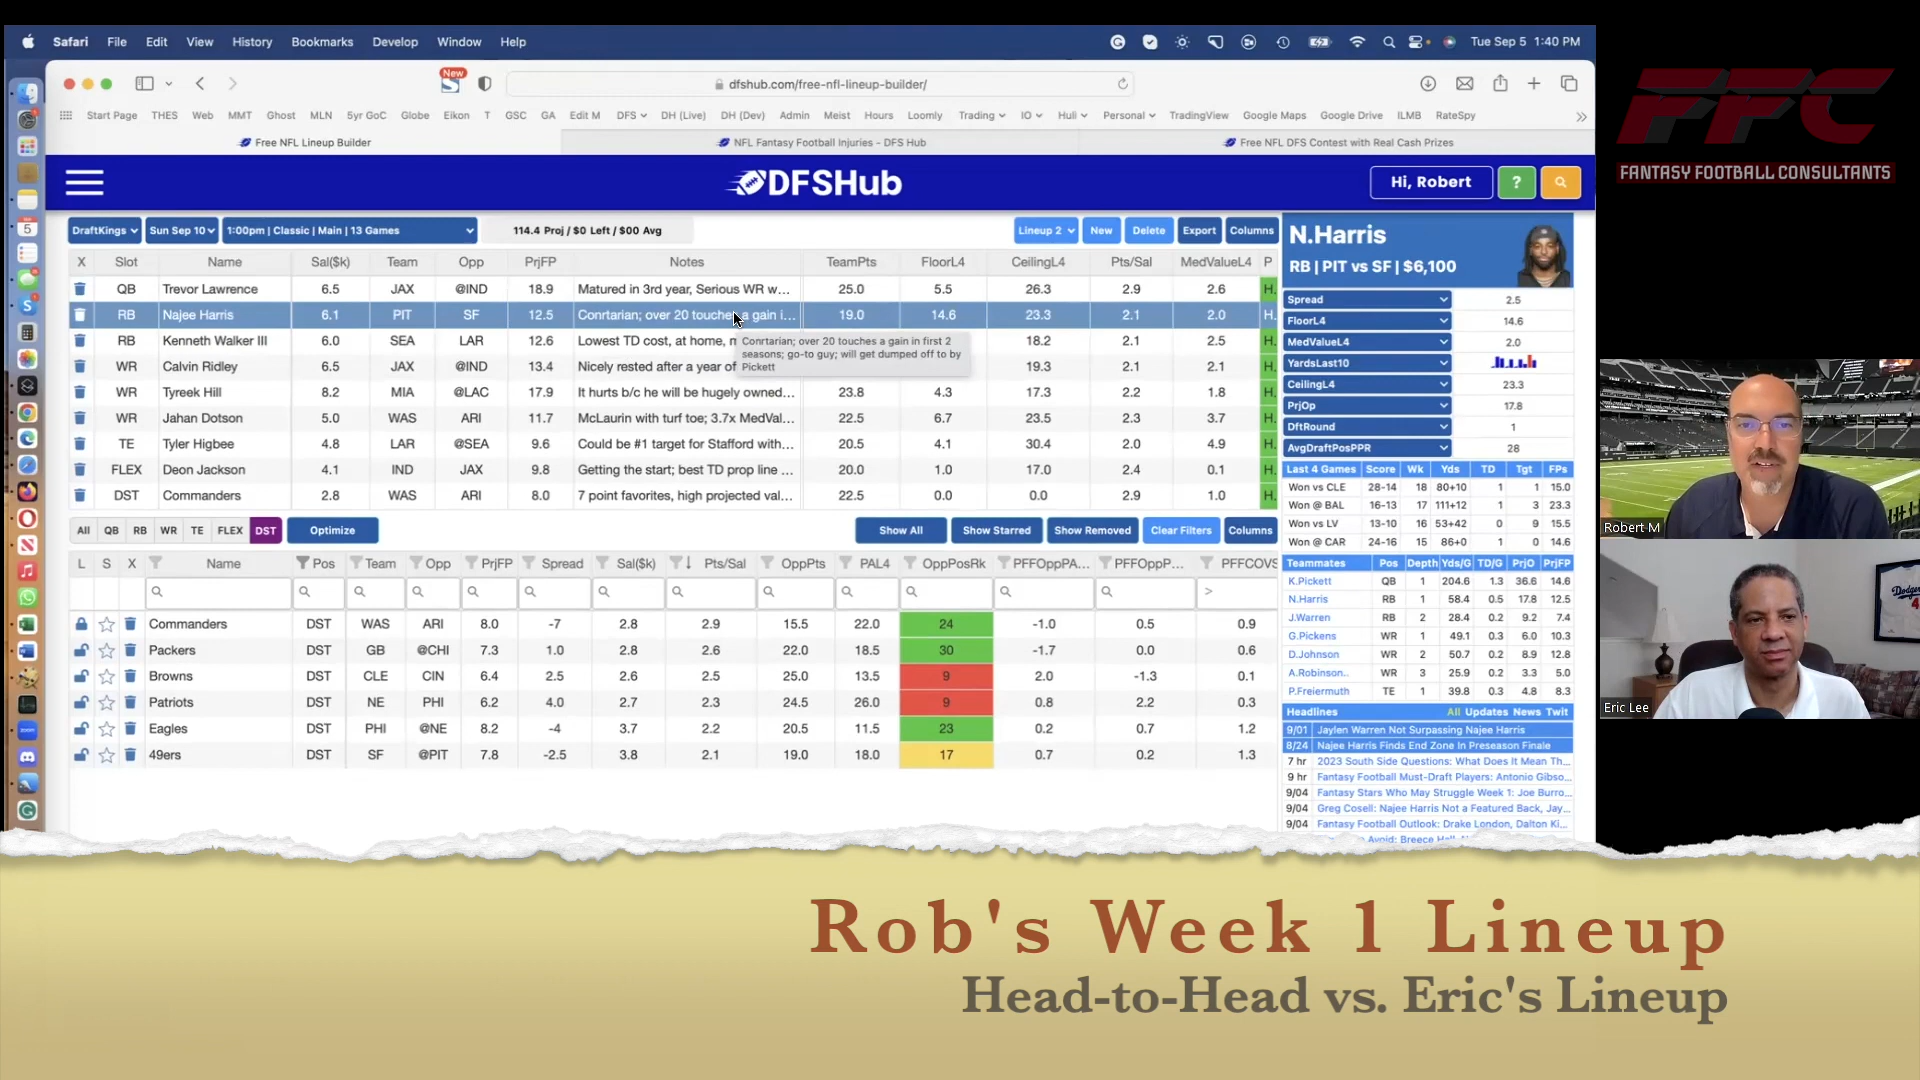 Safari File Edit View History Bookmarks Develop Window Help Tue Sep 5 1:40 PM
New
dfshub.com/free-nfl-lineup-builder/
Start Page THES Web MMT Ghost MLN 5yr GoC Globe Eikon T GSC GA Edit M DFS DH (Live) DH (Dev) Admin Meist Hours Loomly Trading IO Huli Personal TradingView Google Maps Google Drive ILMB RateSpy
Free NFL Lineup Builder NFL Fantasy Football Injuries - DFS Hub Free NFL DFS Contest with Real Cash Prizes
FFC
FANTASY FOOTBALL CONSULTANTS
DFSHub
Hi, Robert ?
DraftKings Sun Sep 10 1:00pm | Classic | Main | 13 Games 114.4 Proj / $0 Left / $00 Avg Lineup 2 New Delete Export Columns
X Slot Name Sal($k) Team Opp PrjFP Notes TeamPts FloorL4 CeilingL4 Pts/Sal MedValueL4 P
QB Trevor Lawrence 6.5 JAX @IND 18.9 Matured in 3rd year, Serious WR w... 25.0 5.5 26.3 2.9 2.6 H.
RB Najee Harris 6.1 PIT SF 12.5 Conrtarian; over 20 touches a gain i... 19.0 14.6 23.3 2.1 2.0 H.
RB Kenneth Walker III 6.0 SEA LAR 12.6 Lowest TD cost, at home, 18.2 2.1 2.5 H.
WR Calvin Ridley 6.5 JAX @IND 13.4 Nicely rested after a year of 19.3 2.1 2.1 H.
Conrtarian; over 20 touches a gain in first 2
seasons; go-to guy; will get dumped off to by
Pickett
WR Tyreek Hill 8.2 MIA @LAC 17.9 It hurts b/c he will be hugely owned... 23.8 4.3 17.3 2.2 1.8 H.
WR Jahan Dotson 5.0 WAS ARI 11.7 McLaurin with turf toe; 3.7x MedVal... 22.5 6.7 23.5 2.3 3.7 H.
TE Tyler Higbee 4.8 LAR @SEA 9.6 Could be #1 target for Stafford with... 20.5 4.1 30.4 2.0 4.9 H.
FLEX Deon Jackson 4.1 IND JAX 9.8 Getting the start; best TD prop line ... 20.0 1.0 17.0 2.4 0.1 H.
DST Commanders 2.8 WAS ARI 8.0 7 point favorites, high projected val... 22.5 0.0 0.0 2.9 1.0 H.
All QB RB WR TE FLEX DST Optimize Show All Show Starred Show Removed Clear Filters Columns
L S X Name Pos Team Opp PrjFP Spread Sal($k) Pts/Sal OppPts PAL4 OppPosRk PFFOppPA... PFFOppP... PFFCOVS
>
Commanders DST WAS ARI 8.0 -7 2.8 2.9 15.5 22.0 24 -1.0 0.5 0.9
Packers DST GB @CHI 7.3 1.0 2.8 2.6 22.0 18.5 30 -1.7 0.0 0.6
Browns DST CLE CIN 6.4 2.5 2.6 2.5 25.0 13.5 9 2.0 -1.3 0.1
Patriots DST NE PHI 6.2 4.0 2.7 2.3 24.5 26.0 9 0.8 2.2 0.3
Eagles DST PHI @NE 8.2 -4 3.7 2.2 20.5 11.5 23 0.2 0.7 1.2
49ers DST SF @PIT 7.8 -2.5 3.8 2.1 19.0 18.0 17 0.7 0.2 1.3
N.Harris
RB | PIT vs SF | $6,100
Spread 2.5
FloorL4 14.6
MedValueL4 2.0
YardsLast10
CeilingL4 23.3
PrjOp 17.8
DftRound 1
AvgDraftPosPPR 28
Last 4 Games Score Wk Yds TD Tgt FPs
Won vs CLE 28-14 18 80+10 1 1 15.0
Won @ BAL 16-13 17 111+12 1 3 23.3
Won vs LV 13-10 16 53+42 0 9 15.5
Won @ CAR 24-16 15 86+0 1 0 14.6
Teammates Pos Depth Yds/G TD/G PrjO PrjFP
K.Pickett QB 1 204.6 1.3 36.6 14.6
N.Harris RB 1 58.4 0.5 17.8 12.5
J.Warren RB 2 28.4 0.2 9.2 7.4
G.Pickens WR 1 49.1 0.3 6.0 10.3
D.Johnson WR 2 50.7 0.2 8.9 12.8
A.Robinson.. WR 3 25.9 0.2 3.3 5.0
P.Freiermuth TE 1 39.8 0.3 4.8 8.3
Headlines All Updates News Twit
9/01 Jaylen Warren Not Surpassing Najee Harris
8/24 Najee Harris Finds End Zone In Preseason Finale
7 hr 2023 South Side Questions: What Does It Mean Th...
9 hr Fantasy Football Must-Draft Players: Antonio Gibso...
9/04 Fantasy Stars Who May Struggle Week 1: Joe Burro...
9/04 Greg Cosell: Najee Harris Not a Featured Back, Jay...
9/04 Fantasy Football Outlook: Drake London, Dalton Ki...
Avoid: Breece
Robert M
Dodgers
Eric Lee
Rob's Week 1 Lineup
Head-to-Head vs. Eric's Lineup